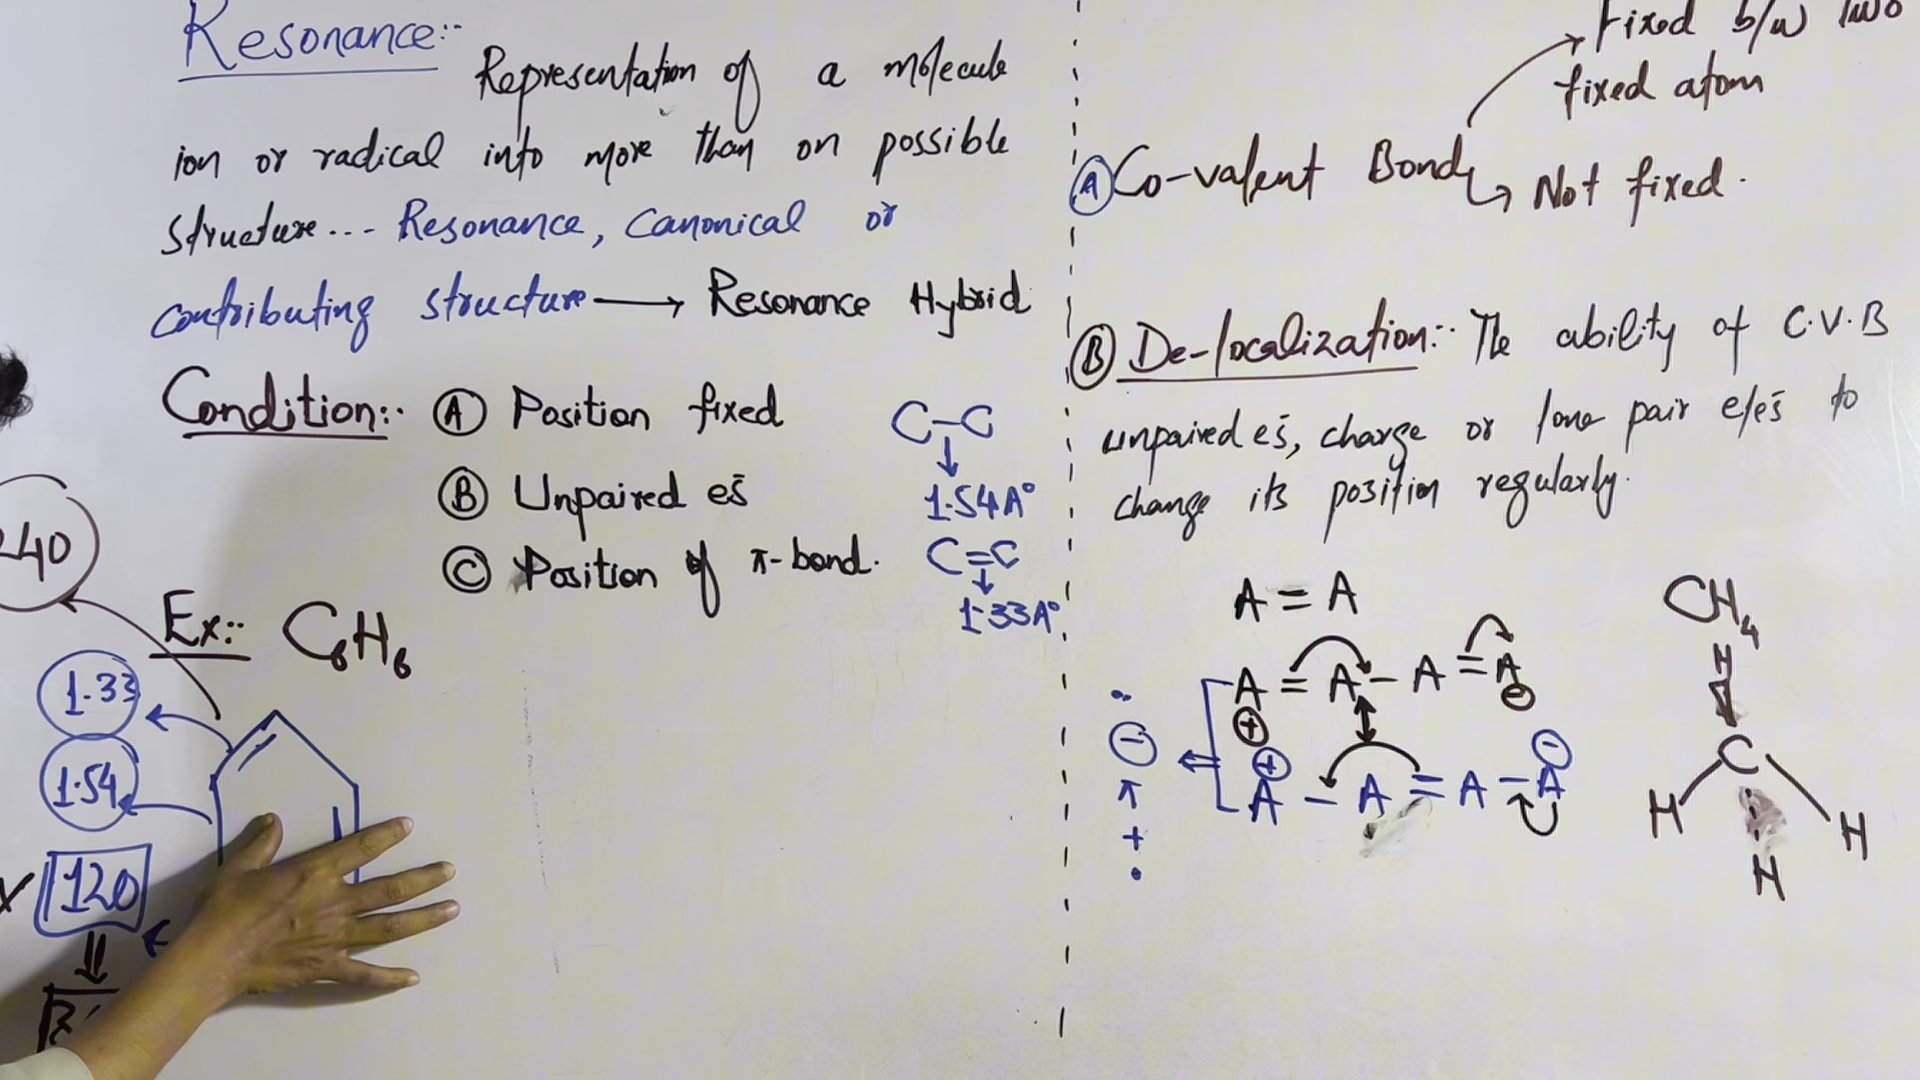 Resonance:-
Representation of a molecule
ion or radical into more than on possible
structure... Resonance, Canonical or
contributing structure → Resonance Hybrid
Condition:-
Ⓐ Position fixed
Ⓑ Unpaired es
Ⓒ Position of π-bond.
C-C
↓
1.54A°
C=C
↓
1.33A°
Ex:- C6H6
1.33
1.54
120
Fixed b/w two
fixed atom
Ⓐ Co-valent Bond → Not fixed.
Ⓑ De-localization:- The ability of C.V.B
unpaired es, charge or lone pair e/es to
change its position regularly.
A = A
A = A - A = A
⊕ ⊖
⊕ ⊖
A - A = A - A
⊖
π
+
CH4
H
C
H H
H